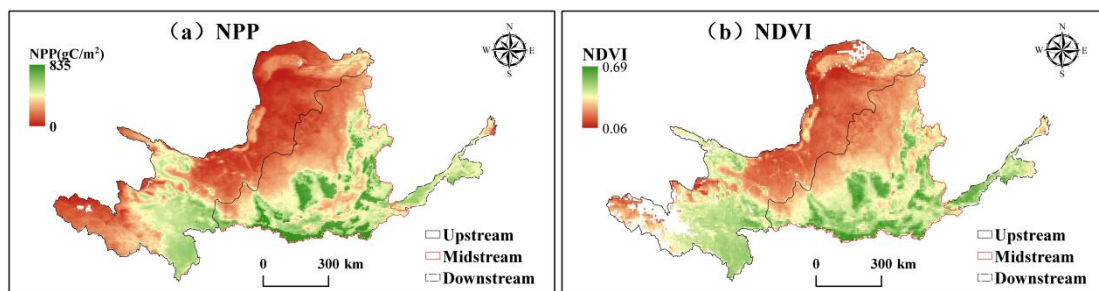 （a）NPP
N
W E
S
NPP(gC/m²)
835
0
Upstream
Midstream
Downstream
0 300 km
（b）NDVI
N
W E
S
NDVI
0.69
0.06
Upstream
Midstream
Downstream
0 300 km